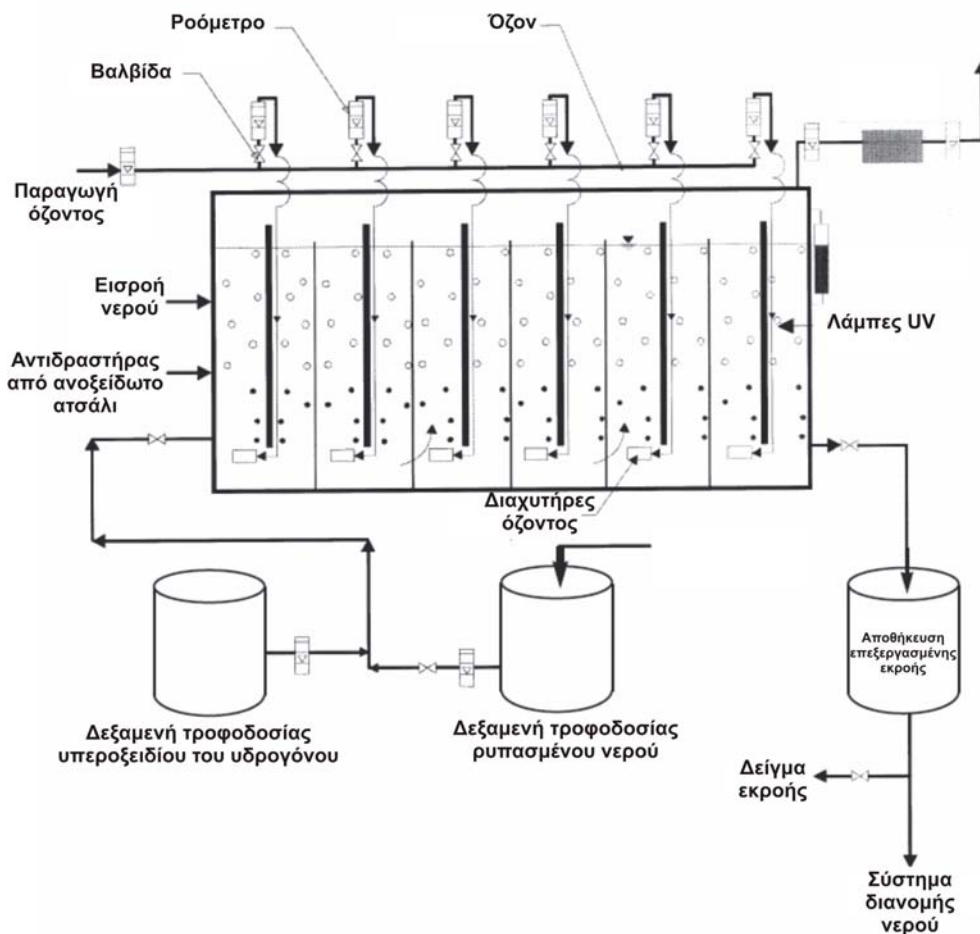 Ροόμετρο
Όζον
Βαλβίδα
Παραγωγή
όζοντος
Εισροή
νερού
Λάμπες UV
Αντιδραστήρας
από ανοξείδωτο
ατσάλι
Διαχυτήρες
όζοντος
Αποθήκευση
επεξεργασμένης
εκροής
Δεξαμενή τροφοδοσίας
υπεροξειδίου του υδρογόνου
Δεξαμενή τροφοδοσίας
ρυπασμένου νερού
Δείγμα
εκροής
Σύστημα
διανομής
νερού